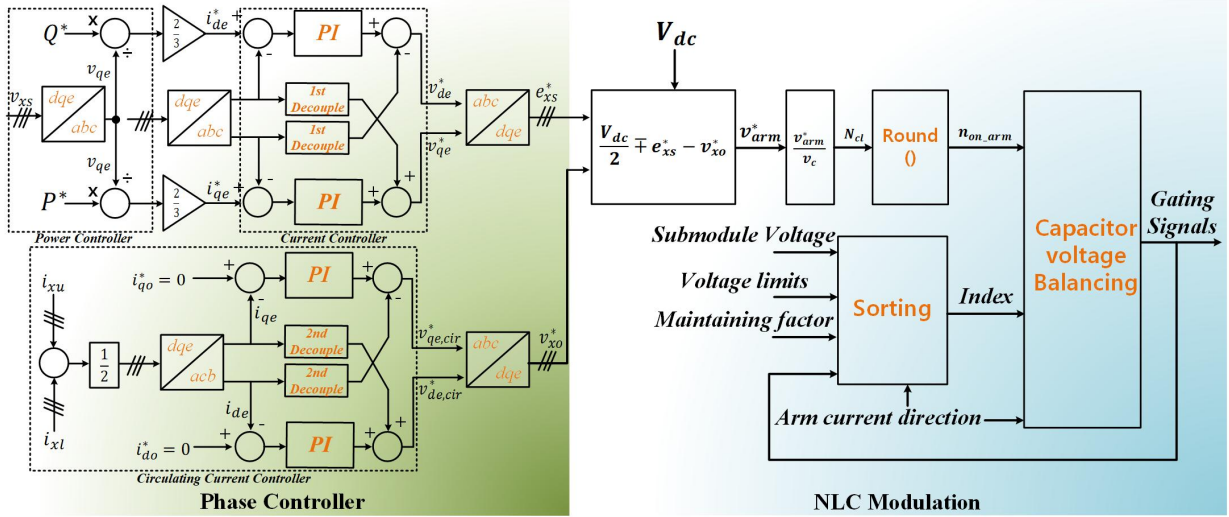 Q*
x
÷
v_qe
2/3
i*_de
+
-
PI
+
-
v_xs
dqe
abc
dqe
abc
1st
Decouple
1st
Decouple
v*_de
v*_qe
abc
dqe
e*_xs
v_qe
÷
x
P*
2/3
i*_qe
+
-
PI
+
+
Power Controller
Current Controller
i_xu
i*_qo = 0
+
-
PI
+
-
i_qe
1/2
dqe
acb
2nd
Decouple
2nd
Decouple
v*_qe,cir
v*_de,cir
abc
dqe
v*_xo
i_de
i_xl
i*_do = 0
+
-
PI
+
+
Circulating Current Controller
Phase Controller
V_dc
V_dc/2 ∓ e*_xs − v*_xo
v*_arm
v*_arm/v_c
N_cl
Round
()
n_on_arm
Gating
Signals
Capacitor
voltage
Balancing
Submodule Voltage
Voltage limits
Maintaining factor
Sorting
Index
Arm current direction
NLC Modulation